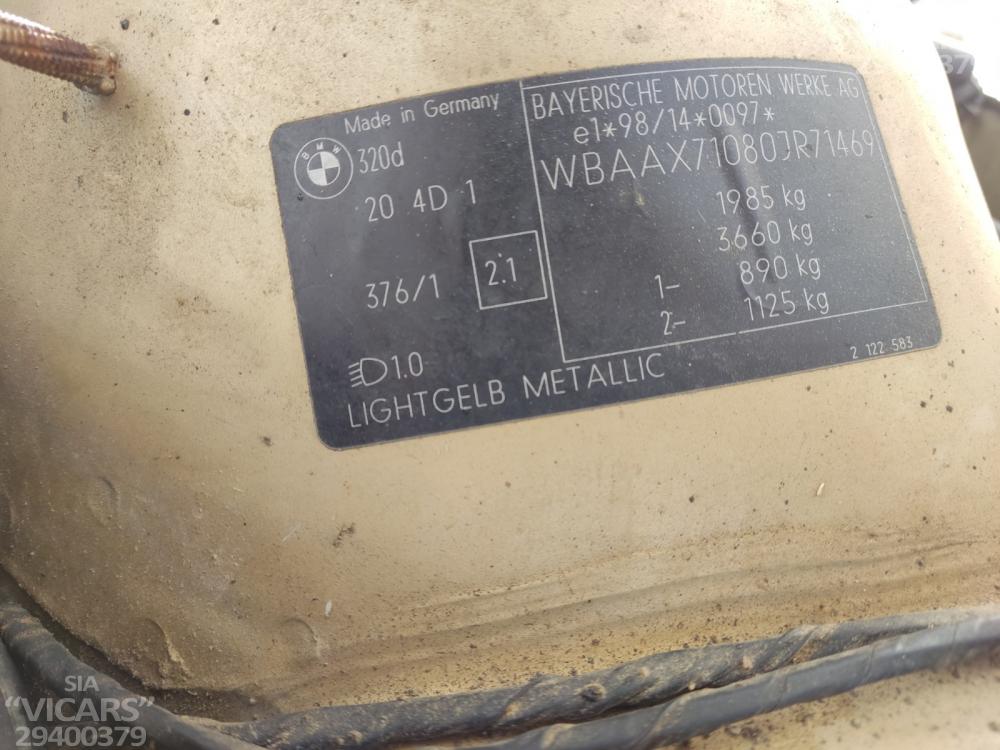 Made in Germany
BMW
320d
20 4D 1
376/1
2.1
1.0
LIGHTGELB METALLIC
BAYERISCHE MOTOREN WERKE AG
e1*98/14*0097*
WBAAX71080JR71469
1985 kg
3660 kg
1- 890 kg
2- 1125 kg
2 122 583
SIA
“VICARS”
29400379